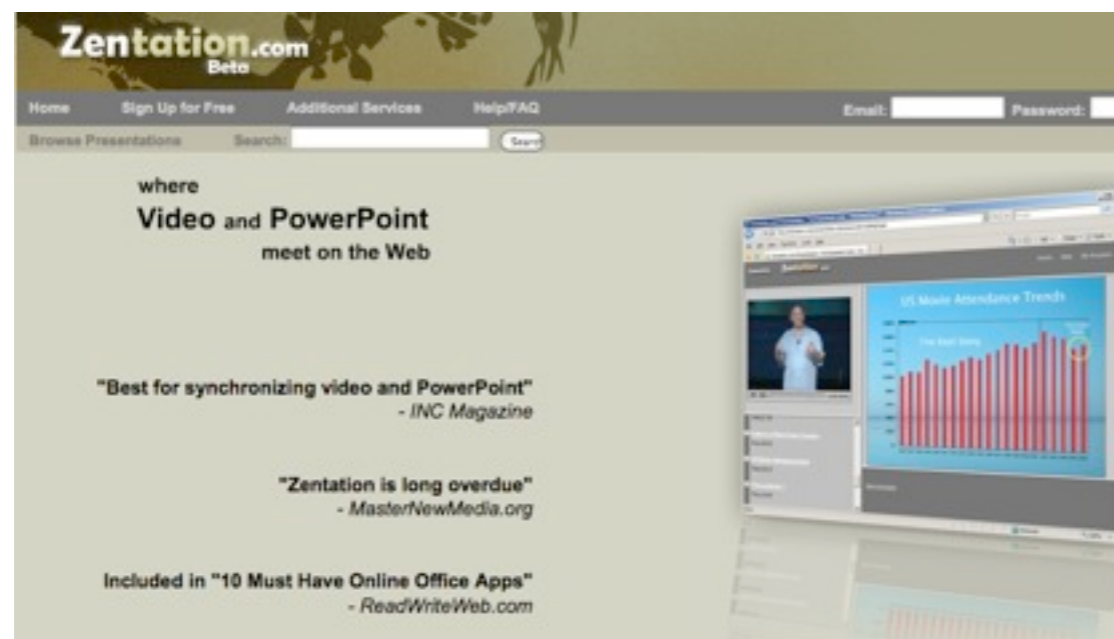 Zentation.com
Beta
Home Sign Up for Free Additional Services Help/FAQ Email: Password:
Browse Presentations Search: Search
where
Video and PowerPoint
meet on the Web
US Movie Attendance Trends
"Best for synchronizing video and PowerPoint"
- INC Magazine
"Zentation is long overdue"
- MasterNewMedia.org
Included in "10 Must Have Online Office Apps"
- ReadWriteWeb.com